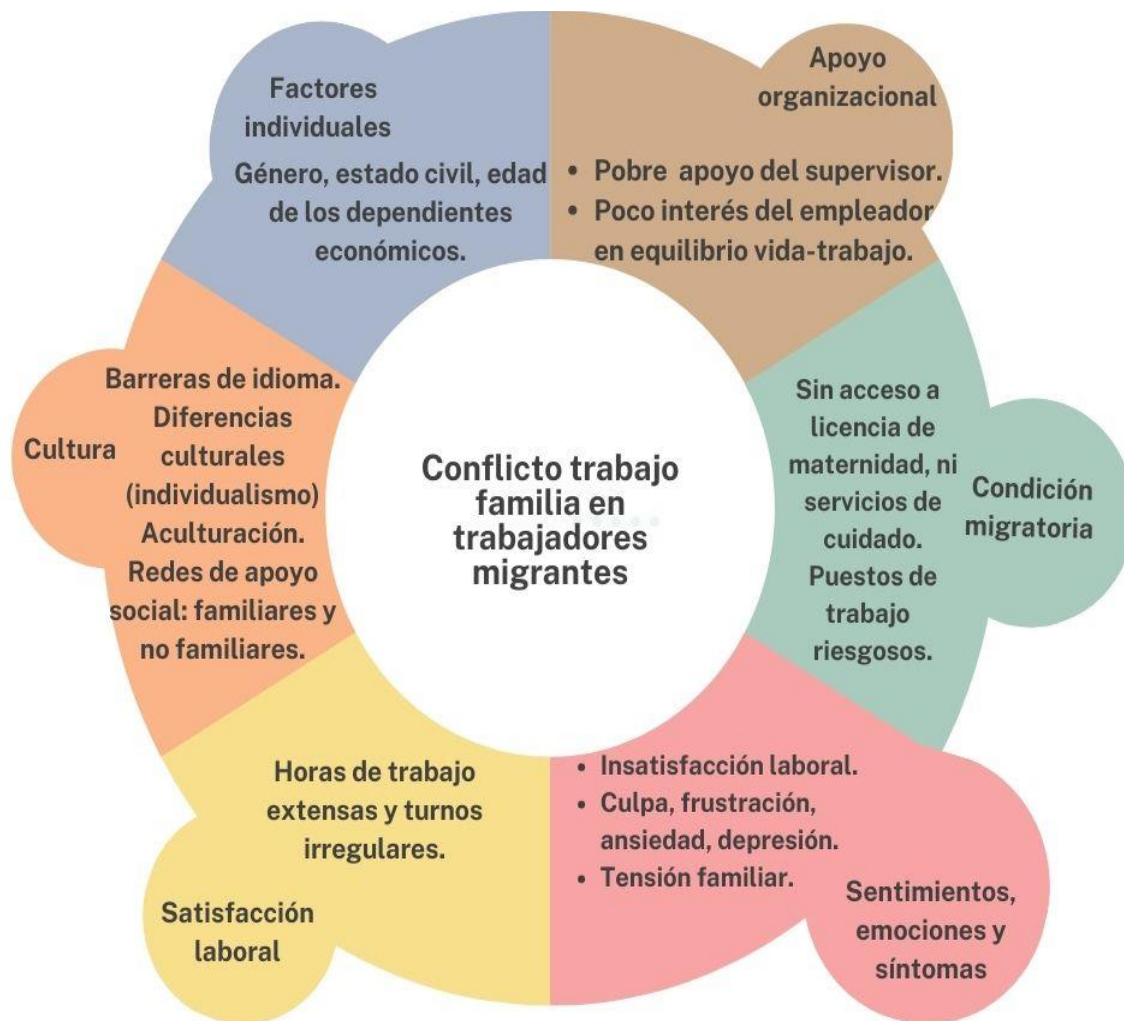 Factores
individuales
Género, estado civil, edad
de los dependientes
económicos.
Apoyo
organizacional
• Pobre apoyo del supervisor.
• Poco interés del empleador
en equilibrio vida-trabajo.
Cultura
Barreras de idioma.
Diferencias
culturales
(individualismo)
Aculturación.
Redes de apoyo
social: familiares y
no familiares.
Conflicto trabajo
familia en
trabajadores
migrantes
Sin acceso a
licencia de
maternidad, ni
servicios de
cuidado.
Puestos de
trabajo
riesgosos.
Condición
migratoria
Horas de trabajo
extensas y turnos
irregulares.
Satisfacción
laboral
• Insatisfacción laboral.
• Culpa, frustración,
ansiedad, depresión.
• Tensión familiar.
Sentimientos,
emociones y
síntomas